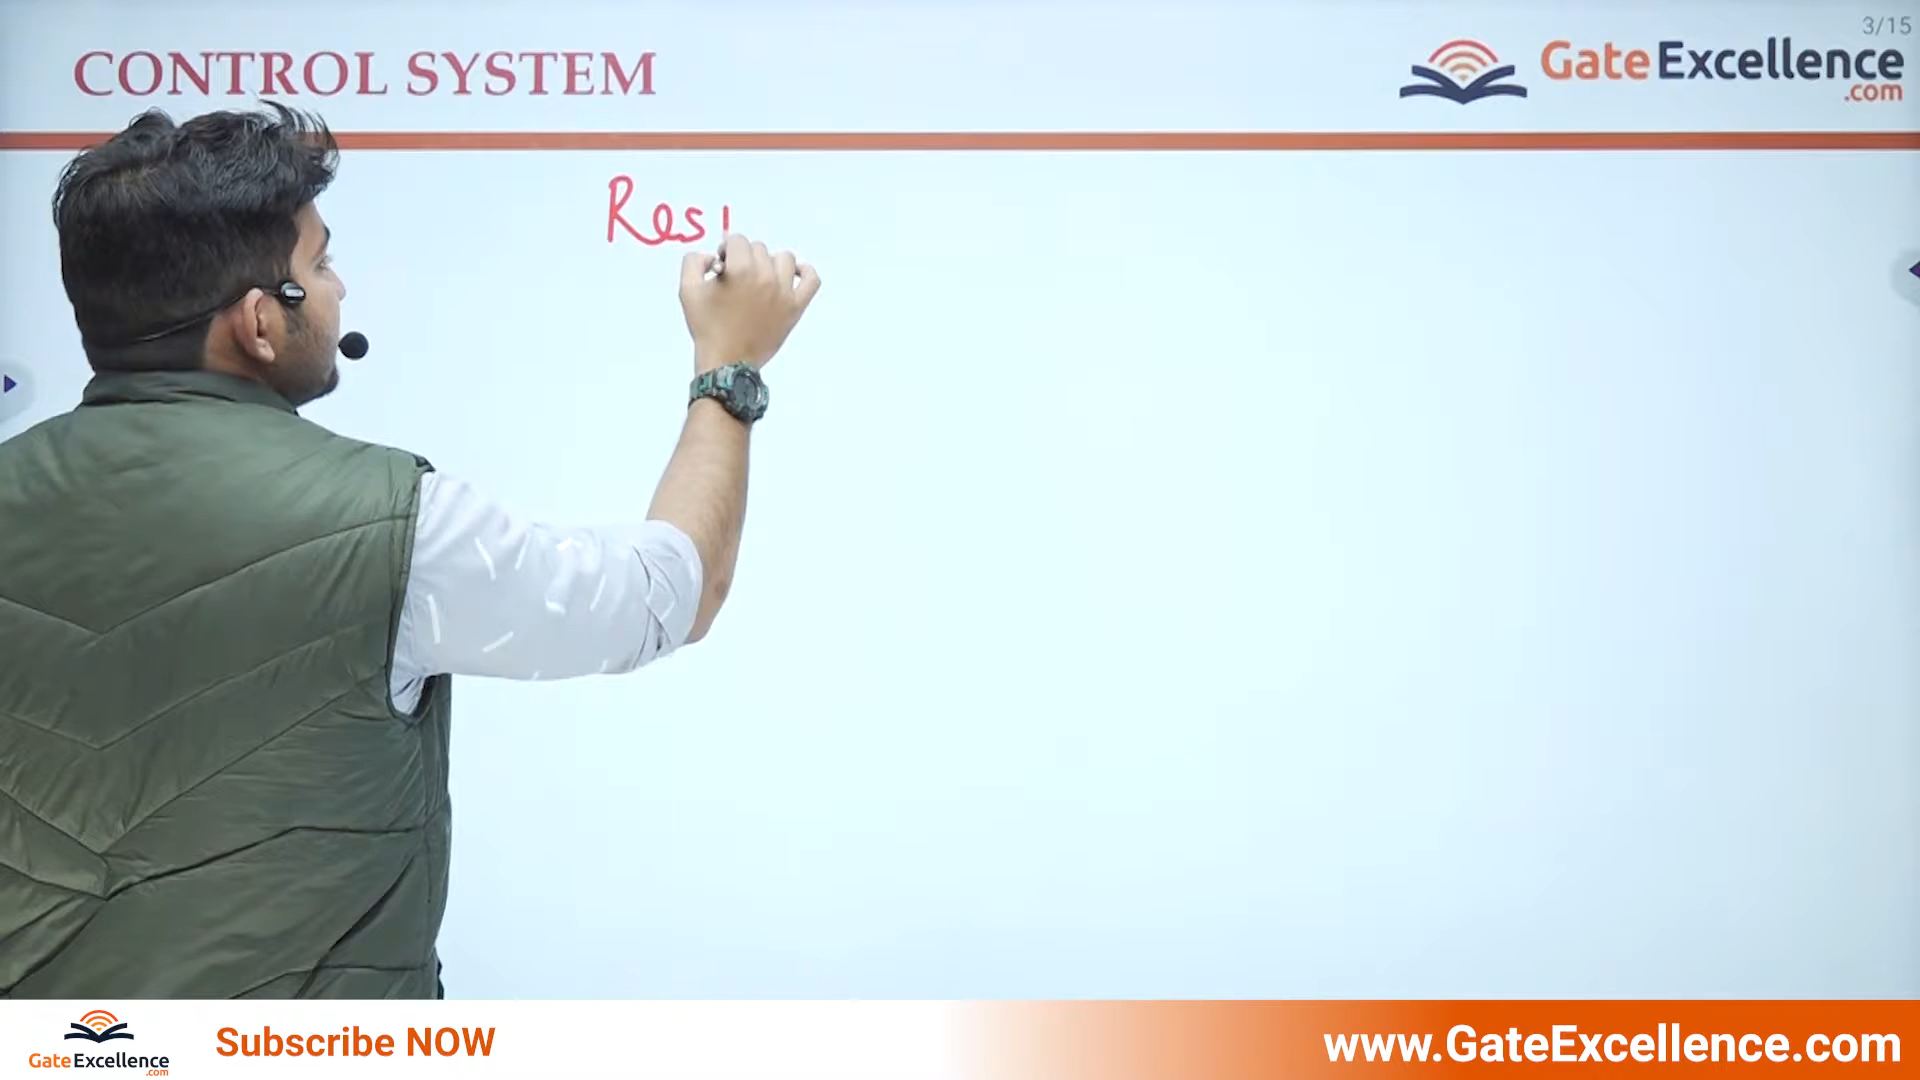 3/15
CONTROL SYSTEM
GateExcellence
.com
Res
GateExcellence
.com
Subscribe NOW
www.GateExcellence.com